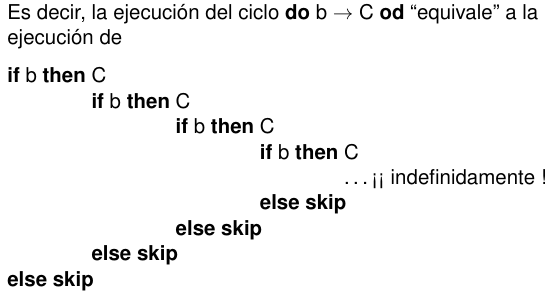 Es decir, la ejecución del ciclo do b → C od “equivale” a la
ejecución de
if b then C
if b then C
if b then C
if b then C
...¡¡ indefinidamente !
else skip
else skip
else skip
else skip